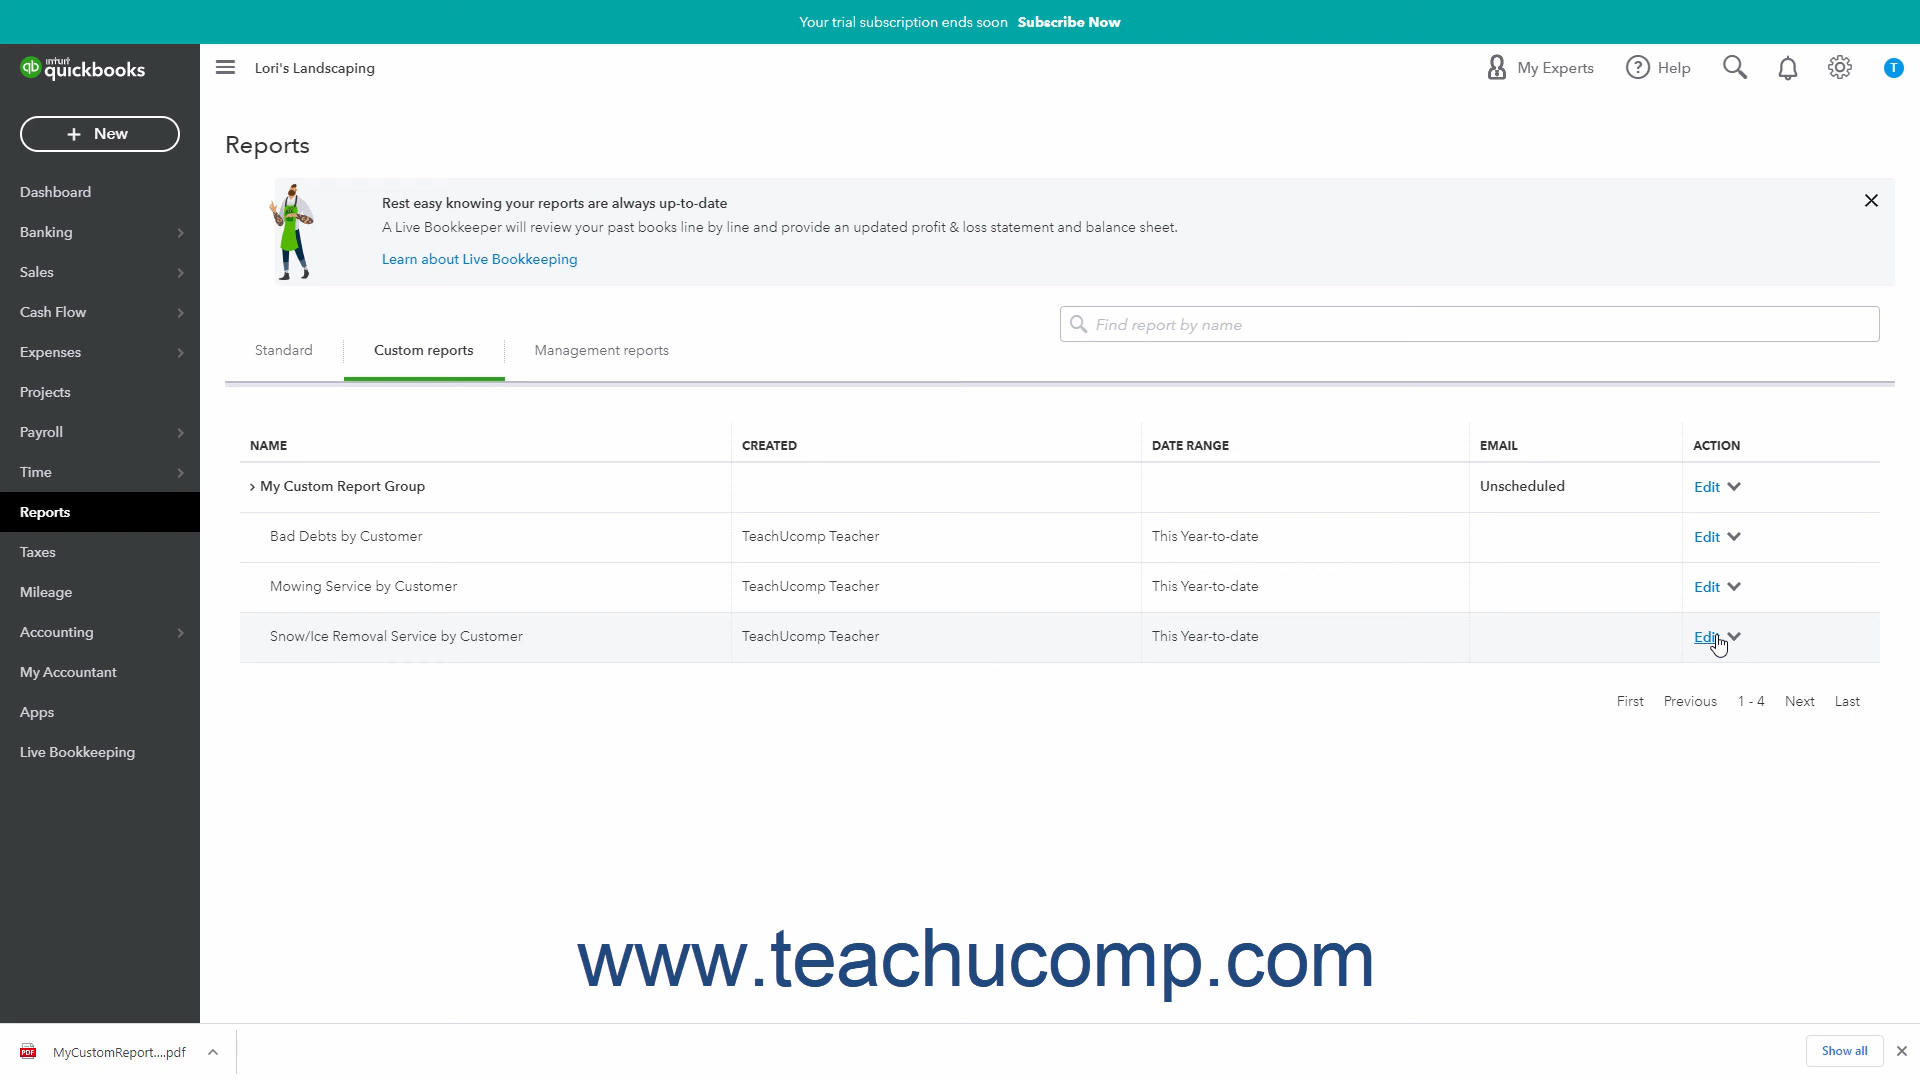 Your trial subscription ends soon Subscribe Now
intuit quickbooks
Lori's Landscaping
My Experts
Help
T
+ New
Dashboard
Banking
Sales
Cash Flow
Expenses
Projects
Payroll
Time
Reports
Taxes
Mileage
Accounting
My Accountant
Apps
Live Bookkeeping
Reports
Rest easy knowing your reports are always up-to-date
A Live Bookkeeper will review your past books line by line and provide an updated profit & loss statement and balance sheet.
Learn about Live Bookkeeping
Find report by name
Standard Custom reports Management reports
NAME CREATED DATE RANGE EMAIL ACTION
My Custom Report Group Unscheduled Edit
Bad Debts by Customer TeachUcomp Teacher This Year-to-date Edit
Mowing Service by Customer TeachUcomp Teacher This Year-to-date Edit
Snow/Ice Removal Service by Customer TeachUcomp Teacher This Year-to-date Edit
First Previous 1 - 4 Next Last
www.teachucomp.com
PDF MyCustomReport....pdf
Show all